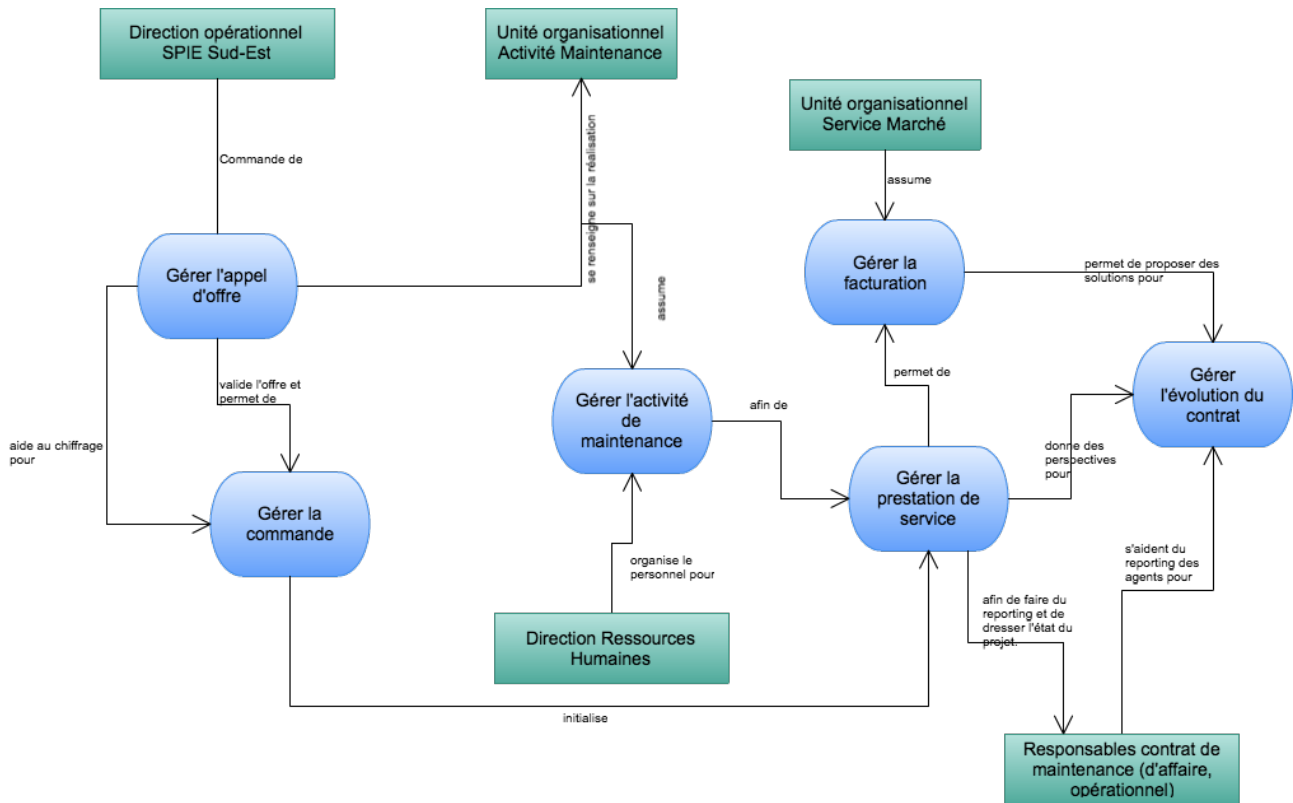 Direction opérationnel
SPIE Sud-Est
Unité organisationnel
Activité Maintenance
Unité organisationnel
Service Marché
Commande de
se renseigne sur la réalisation
assume
assume
Gérer l'appel
d'offre
Gérer la
facturation
permet de proposer des
solutions pour
valide l'offre et
permet de
permet de
Gérer
l'évolution du
contrat
Gérer l'activité
de
maintenance
afin de
aide au chiffrage
pour
donne des
perspectives
pour
Gérer la
prestation de
service
Gérer la
commande
organise le
personnel pour
s'aident du
reporting des
agents pour
afin de faire du
reporting et de
dresser l'état du
projet.
Direction Ressources
Humaines
initialise
Responsables contrat de
maintenance (d'affaire,
opérationnel)